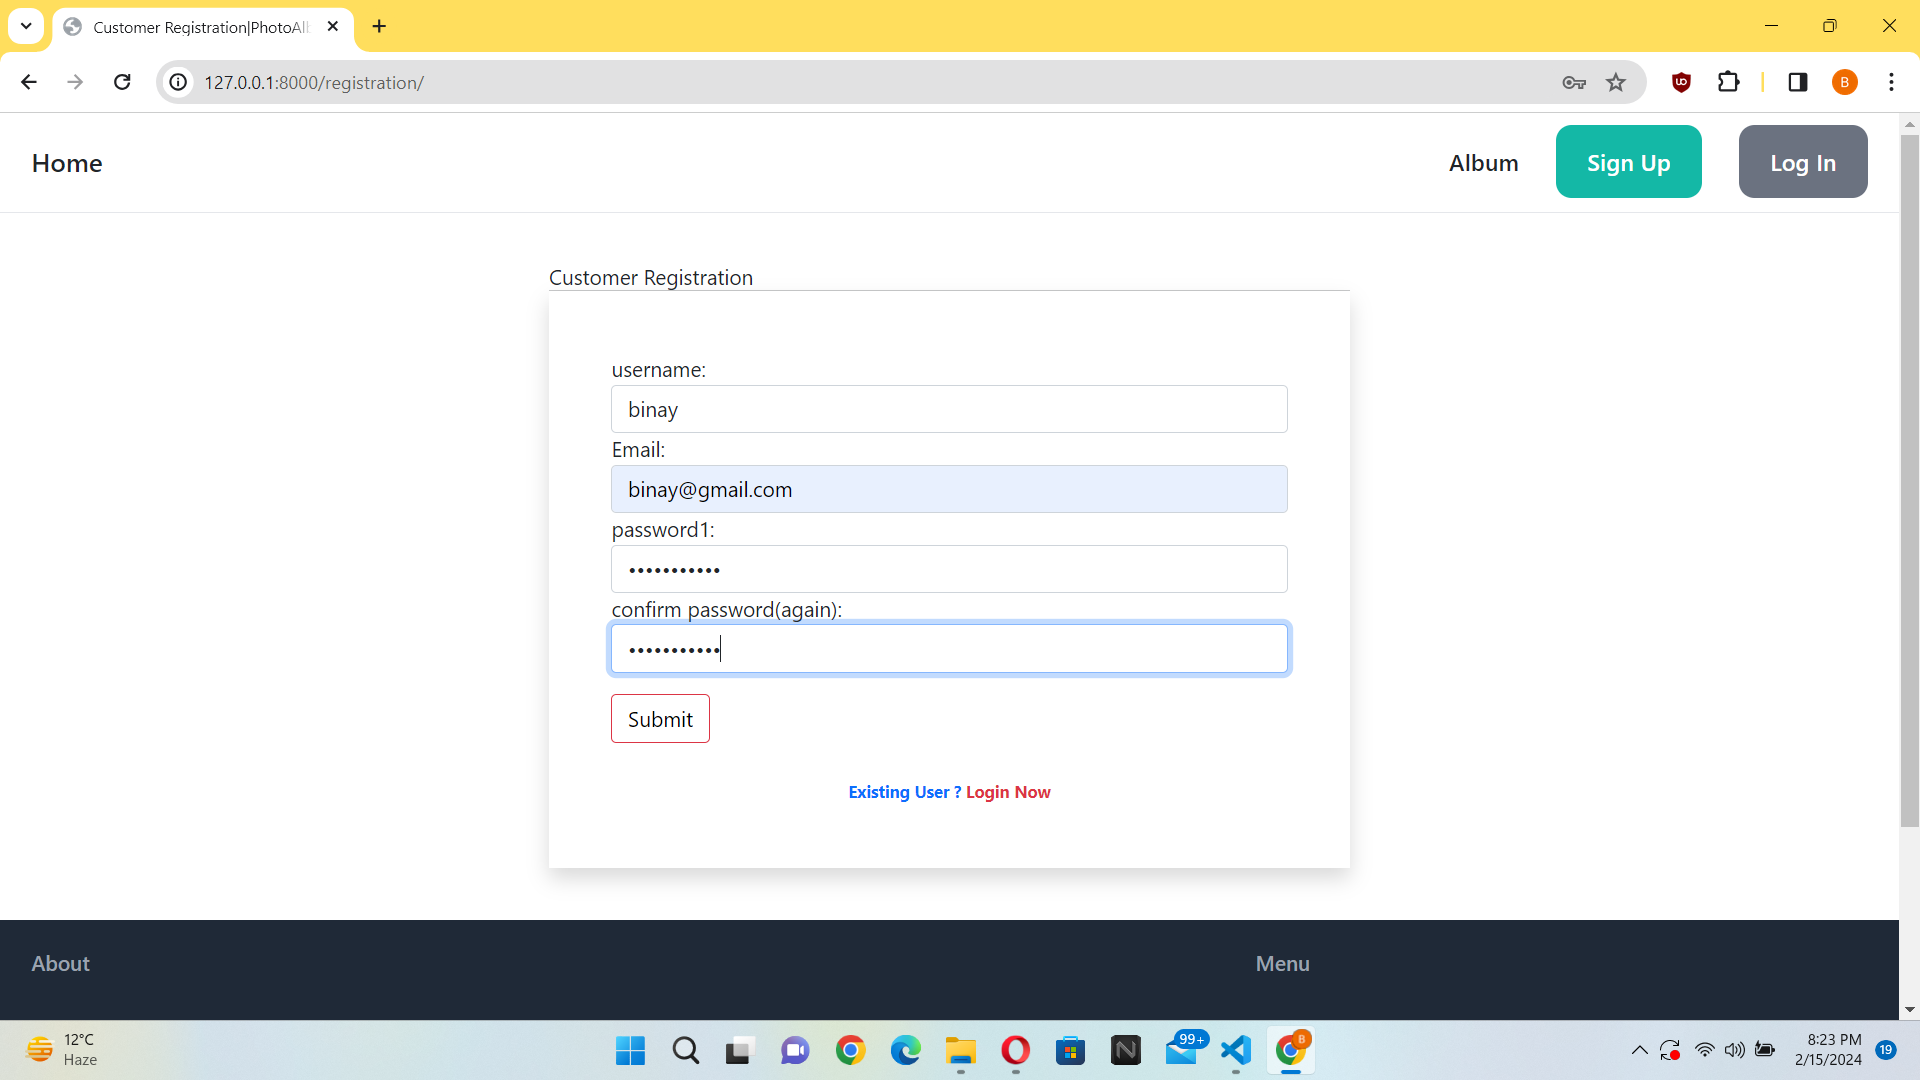 Customer Registration|PhotoAlb
127.0.0.1:8000/registration/
B
Home
Album
Sign Up
Log In
Customer Registration
username:
binay
Email:
binay@gmail.com
password1:
•••••••••••
confirm password(again):
•••••••••••
Submit
Existing User ? Login Now
About
Menu
12°C
Haze
99+
B
8:23 PM
2/15/2024
19